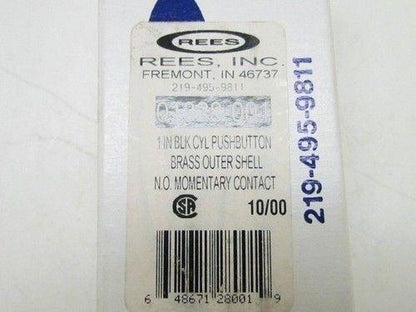 REES
REES, INC.
FREMONT, IN 46737
219-495-9811
1 IN BLK CYL PUSHBUTTON
BRASS OUTER SHELL
N.O. MOMENTARY CONTACT
10/00
6 48671 28001 9
219-495-9811